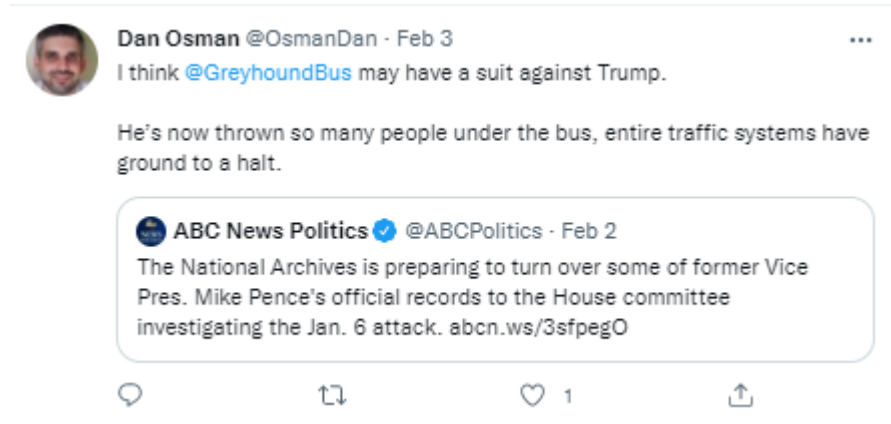 Dan Osman @OsmanDan · Feb 3
I think @GreyhoundBus may have a suit against Trump.
He's now thrown so many people under the bus, entire traffic systems have
ground to a halt.
ABC News Politics @ABCPolitics · Feb 2
The National Archives is preparing to turn over some of former Vice
Pres. Mike Pence's official records to the House committee
investigating the Jan. 6 attack. abcn.ws/3sfpegO
1